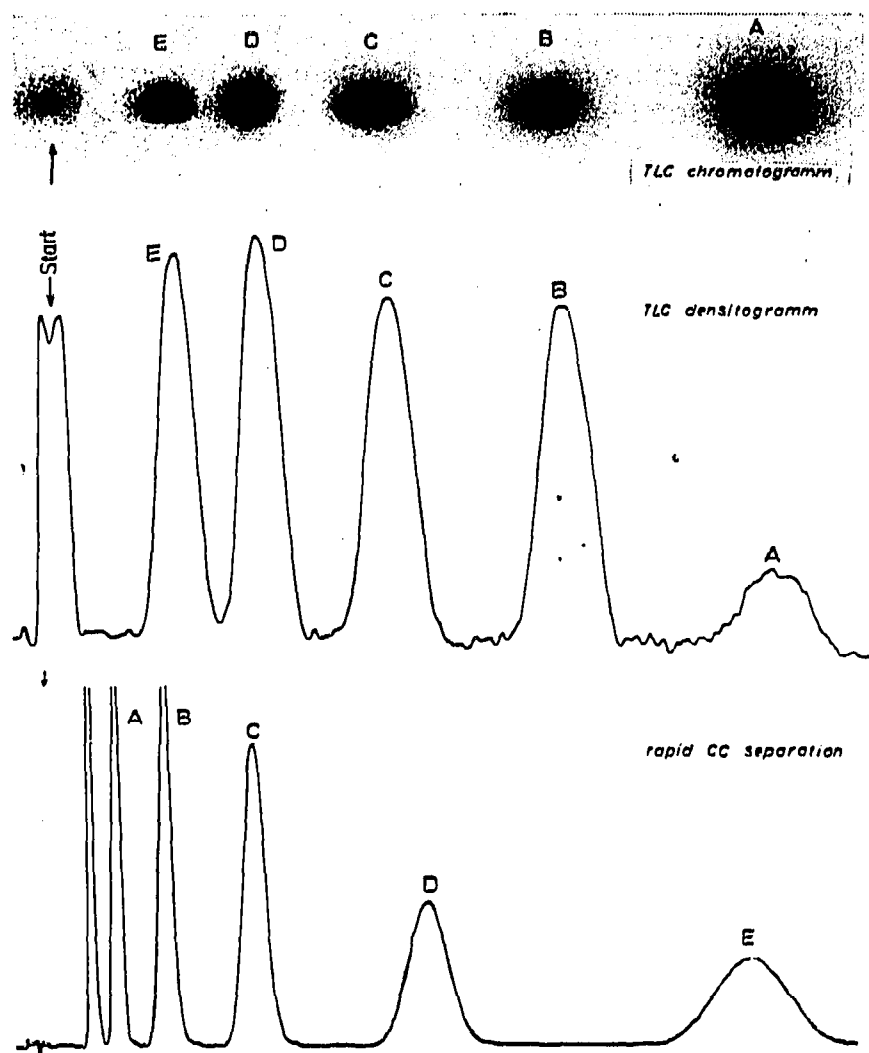 E D C B A
TLC chromatogramm
Start
E D C B
TLC densitogramm
A
A B C
rapid CC separation
D
E